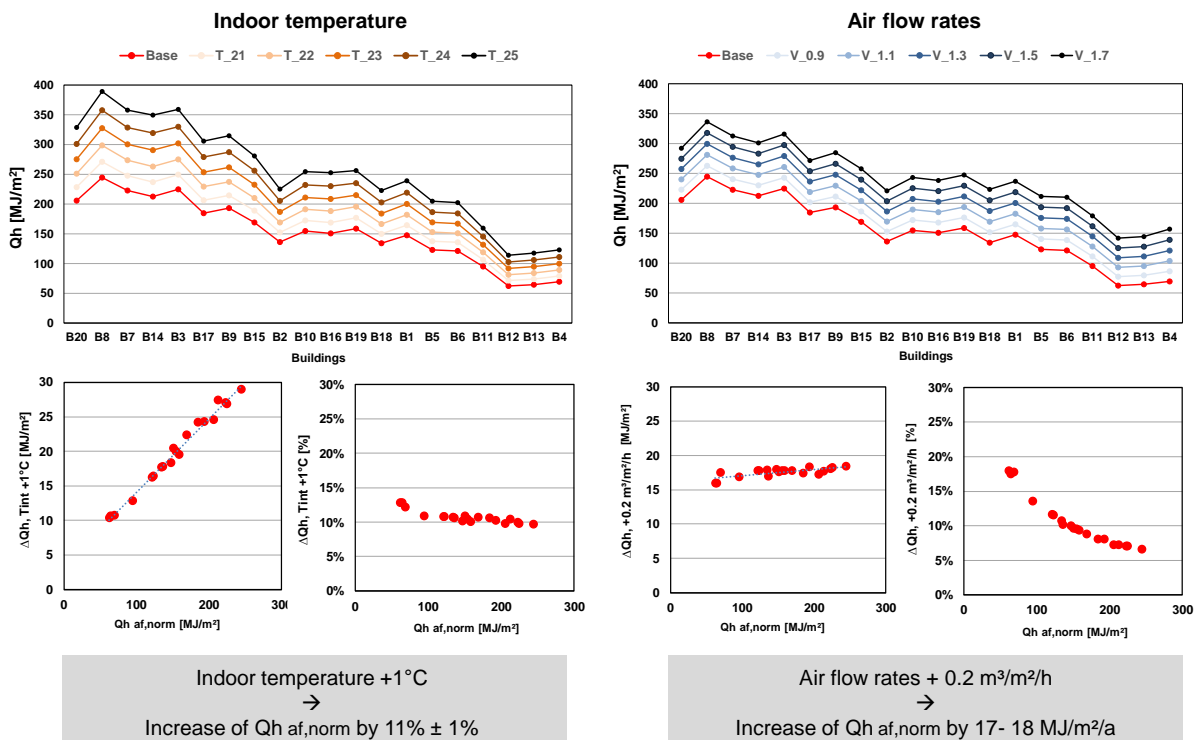 Indoor temperature
Base T_21 T_22 T_23 T_24 T_25
Qh [MJ/m²]
400
350
300
250
200
150
100
50
0
B20 B8 B7 B14 B3 B17 B9 B15 B2 B10 B16 B19 B18 B1 B5 B6 B11 B12 B13 B4
Buildings
ΔQh, Tint +1°C [MJ/m²]
30
25
20
15
10
5
0
0 100 200 300
Qh af,norm [MJ/m²]
ΔQh, Tint +1°C [%]
30%
25%
20%
15%
10%
5%
0%
0 100 200 300
Qh af,norm [MJ/m²]
Indoor temperature +1°C
→
Increase of Qh af,norm by 11% ± 1%
Air flow rates
Base V_0.9 V_1.1 V_1.3 V_1.5 V_1.7
Qh [MJ/m²]
400
350
300
250
200
150
100
50
0
B20 B8 B7 B14 B3 B17 B9 B15 B2 B10 B16 B19 B18 B1 B5 B6 B11 B12 B13 B4
Buildings
ΔQh, +0.2 m³/m²/h [MJ/m²]
30
25
20
15
10
5
0
0 100 200 300
Qh af,norm [MJ/m²]
ΔQh, +0.2 m³/m²/h [%]
30%
25%
20%
15%
10%
5%
0%
0 100 200 300
Qh af,norm [MJ/m²]
Air flow rates + 0.2 m³/m²/h
→
Increase of Qh af,norm by 17- 18 MJ/m²/a